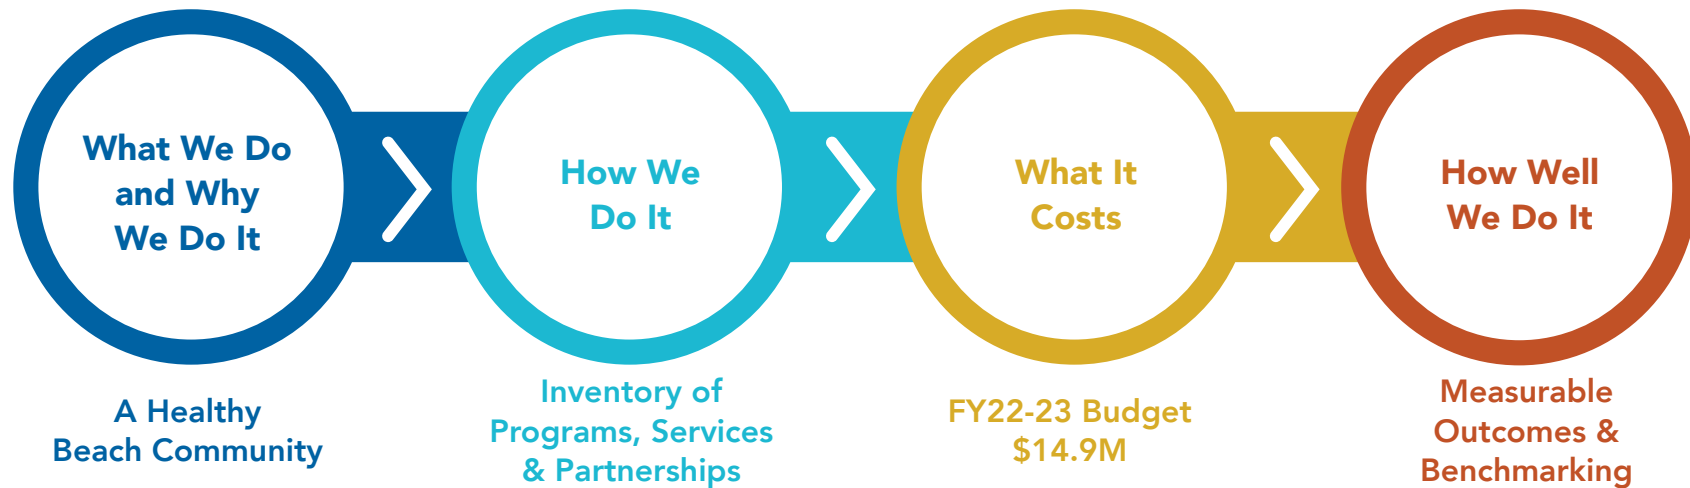 What We Do
and Why
We Do It
A Healthy
Beach Community
How We
Do It
Inventory of
Programs, Services
& Partnerships
What It
Costs
FY22-23 Budget
$14.9M
How Well
We Do It
Measurable
Outcomes &
Benchmarking